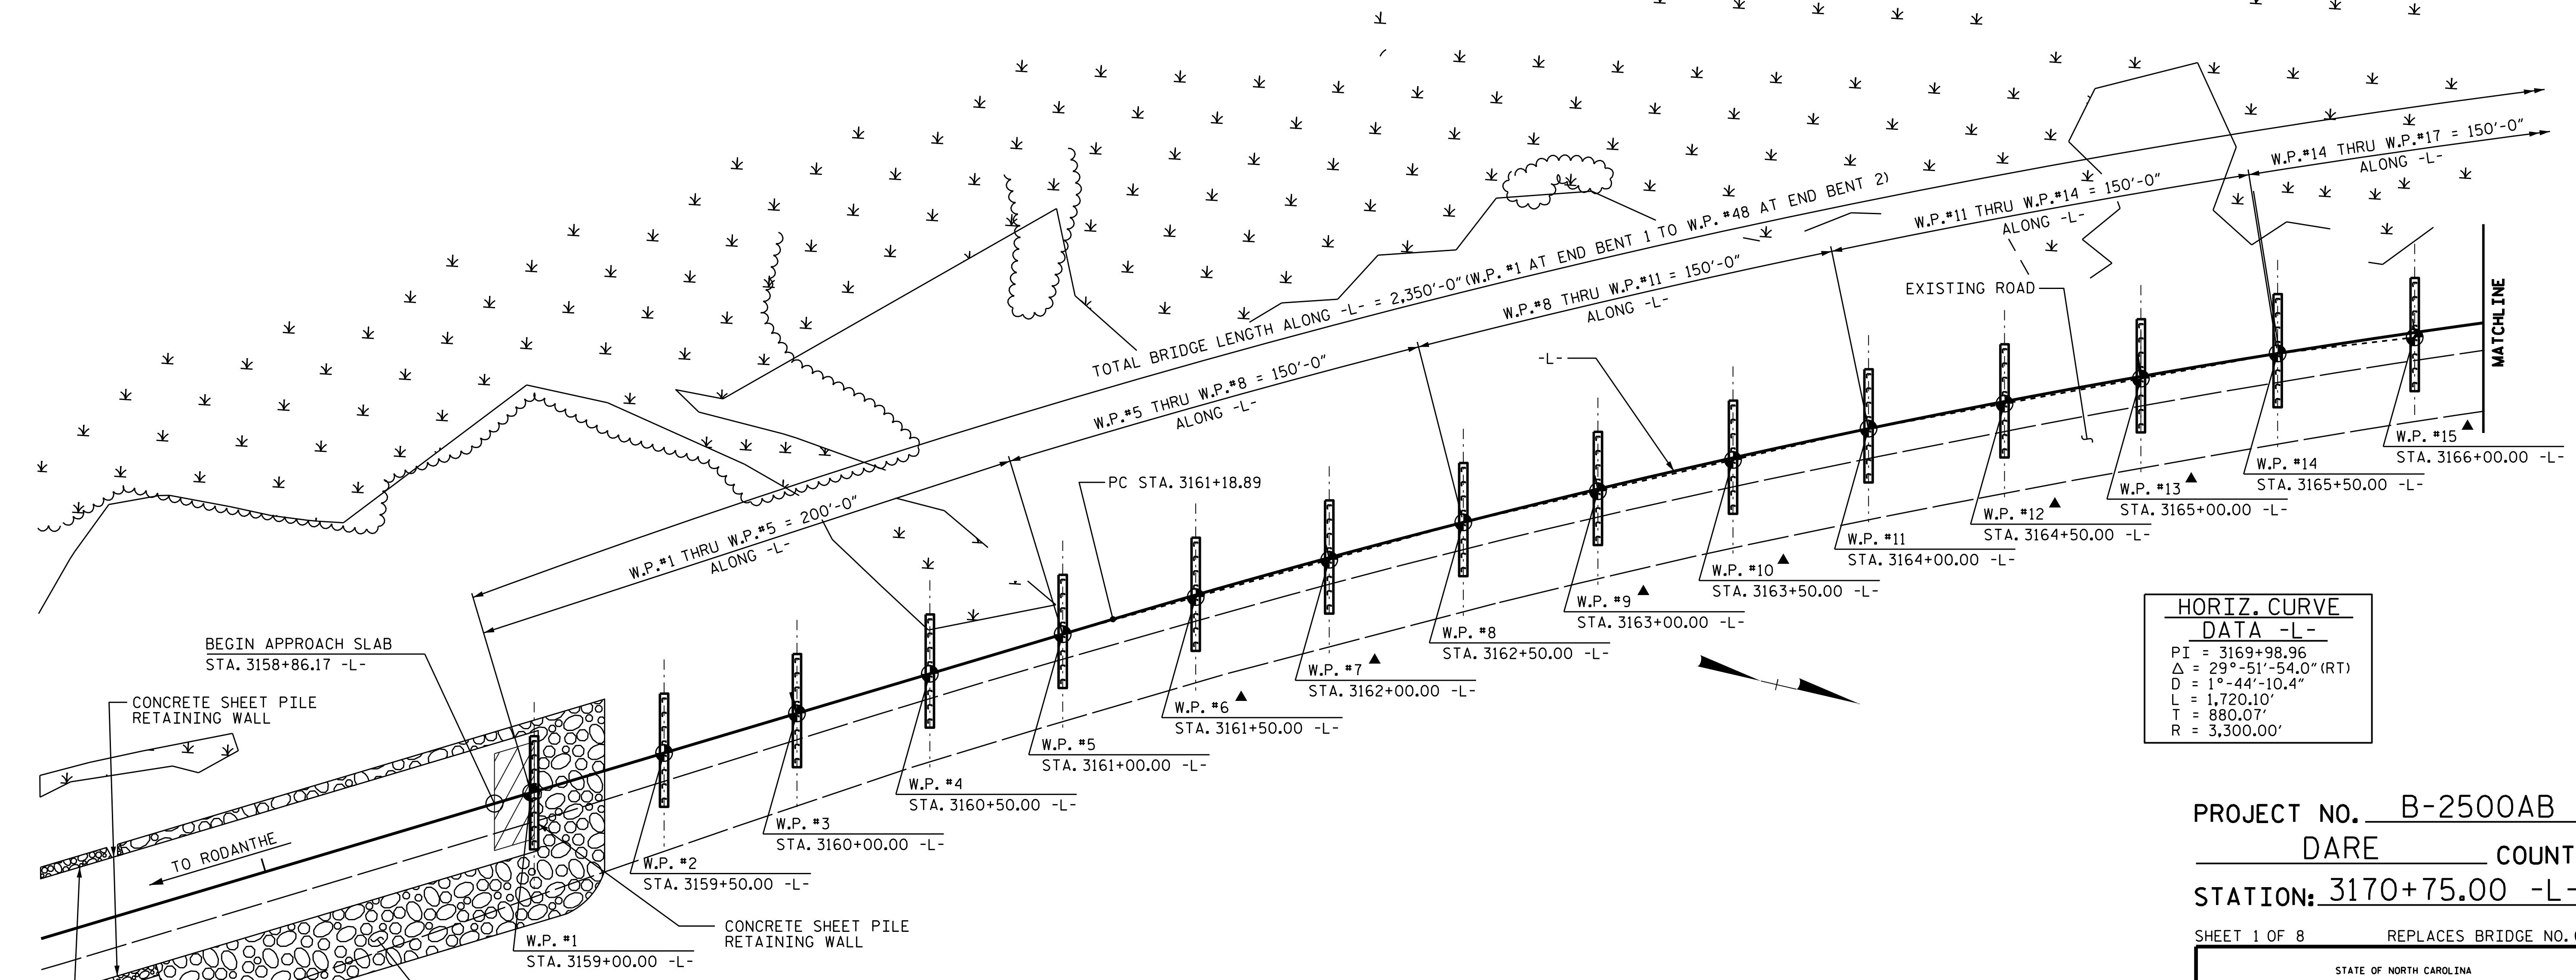 W.P.#14 THRU W.P.#17 = 150'-0"
ALONG -L-
W.P.#11 THRU W.P.#14 = 150'-0"
ALONG -L-
TOTAL BRIDGE LENGTH ALONG -L- = 2,350'-0" (W.P. #1 AT END BENT 1 TO W.P. #48 AT END BENT 2)
W.P.#8 THRU W.P.#11 = 150'-0"
ALONG -L-
W.P.#5 THRU W.P.#8 = 150'-0"
ALONG -L-
W.P.#1 THRU W.P.#5 = 200'-0"
ALONG -L-
EXISTING ROAD
MATCHLINE
-L-
PC STA. 3161+18.89
BEGIN APPROACH SLAB
STA. 3158+86.17 -L-
CONCRETE SHEET PILE
RETAINING WALL
TO RODANTHE
CONCRETE SHEET PILE
RETAINING WALL
W.P. #1
STA. 3159+00.00 -L-
W.P. #2
STA. 3159+50.00 -L-
W.P. #3
STA. 3160+00.00 -L-
W.P. #4
STA. 3160+50.00 -L-
W.P. #5
STA. 3161+00.00 -L-
W.P. #6 ▲
STA. 3161+50.00 -L-
W.P. #7 ▲
STA. 3162+00.00 -L-
W.P. #8
STA. 3162+50.00 -L-
W.P. #9 ▲
STA. 3163+00.00 -L-
W.P. #10 ▲
STA. 3163+50.00 -L-
W.P. #11
STA. 3164+00.00 -L-
W.P. #12 ▲
STA. 3164+50.00 -L-
W.P. #13 ▲
STA. 3165+00.00 -L-
W.P. #14
STA. 3165+50.00 -L-
W.P. #15 ▲
STA. 3166+00.00 -L-
HORIZ. CURVE
DATA -L-
PI = 3169+98.96
Δ = 29°-51'-54.0" (RT)
D = 1°-44'-10.4"
L = 1,720.10'
T = 880.07'
R = 3,300.00'
PROJECT NO. B-2500AB
DARE COUNT
STATION: 3170+75.00 -L-
SHEET 1 OF 8 REPLACES BRIDGE NO.
STATE OF NORTH CAROLINA